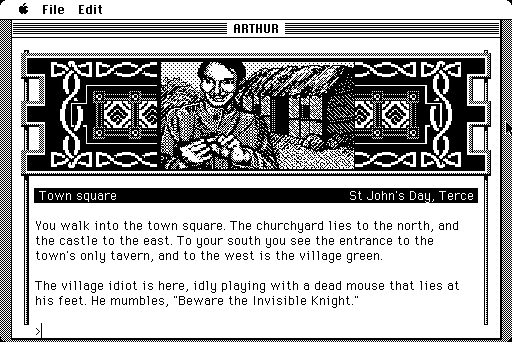 File Edit
ARTHUR
Town square St John's Day, Terce
You walk into the town square. The churchyard lies to the north, and
the castle to the east. To your south you see the entrance to the
town's only tavern, and to the west is the village green.
The village idiot is here, idly playing with a dead mouse that lies at
his feet. He mumbles, "Beware the Invisible Knight."
>